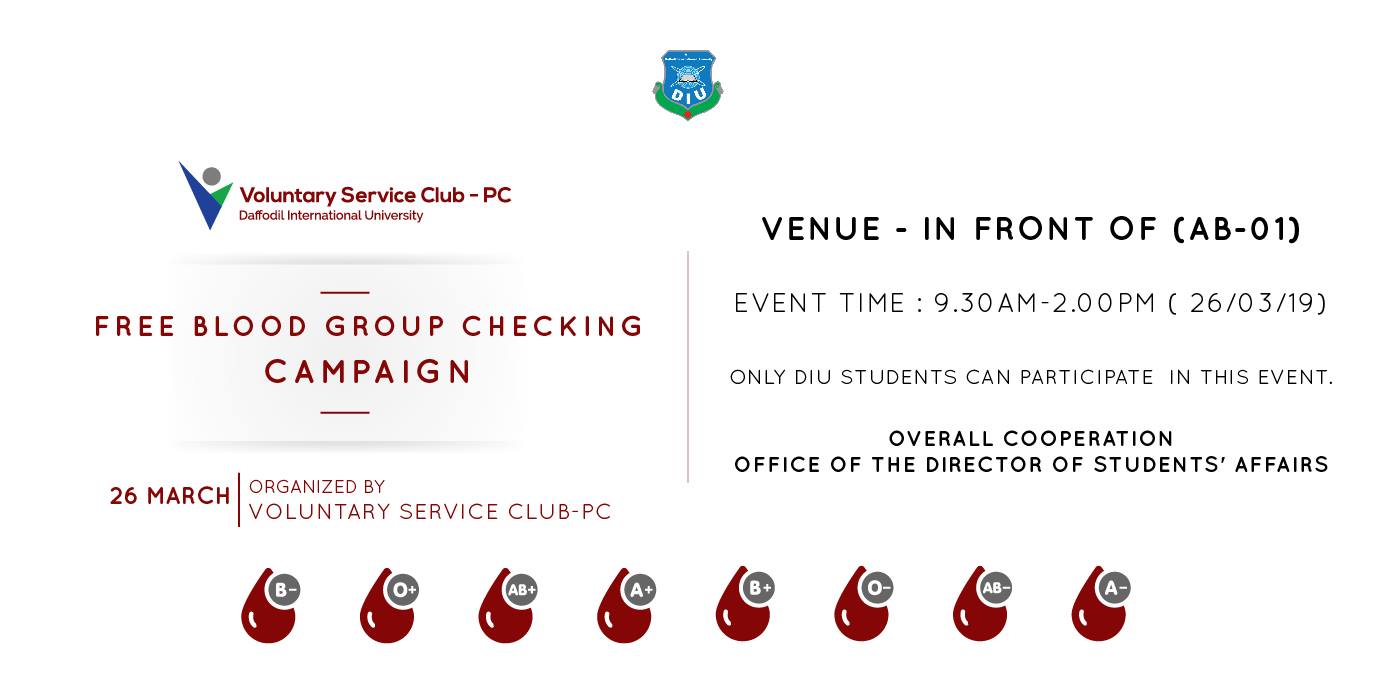 DIU
Voluntary Service Club - PC
Daffodil International University
FREE BLOOD GROUP CHECKING
CAMPAIGN
26 MARCH
ORGANIZED BY
VOLUNTARY SERVICE CLUB-PC
VENUE - IN FRONT OF (AB-01)
EVENT TIME : 9.30AM-2.00PM ( 26/03/19)
ONLY DIU STUDENTS CAN PARTICIPATE IN THIS EVENT.
OVERALL COOPERATION
OFFICE OF THE DIRECTOR OF STUDENTS' AFFAIRS
B- O+ AB+ A+ B+ O- AB- A-